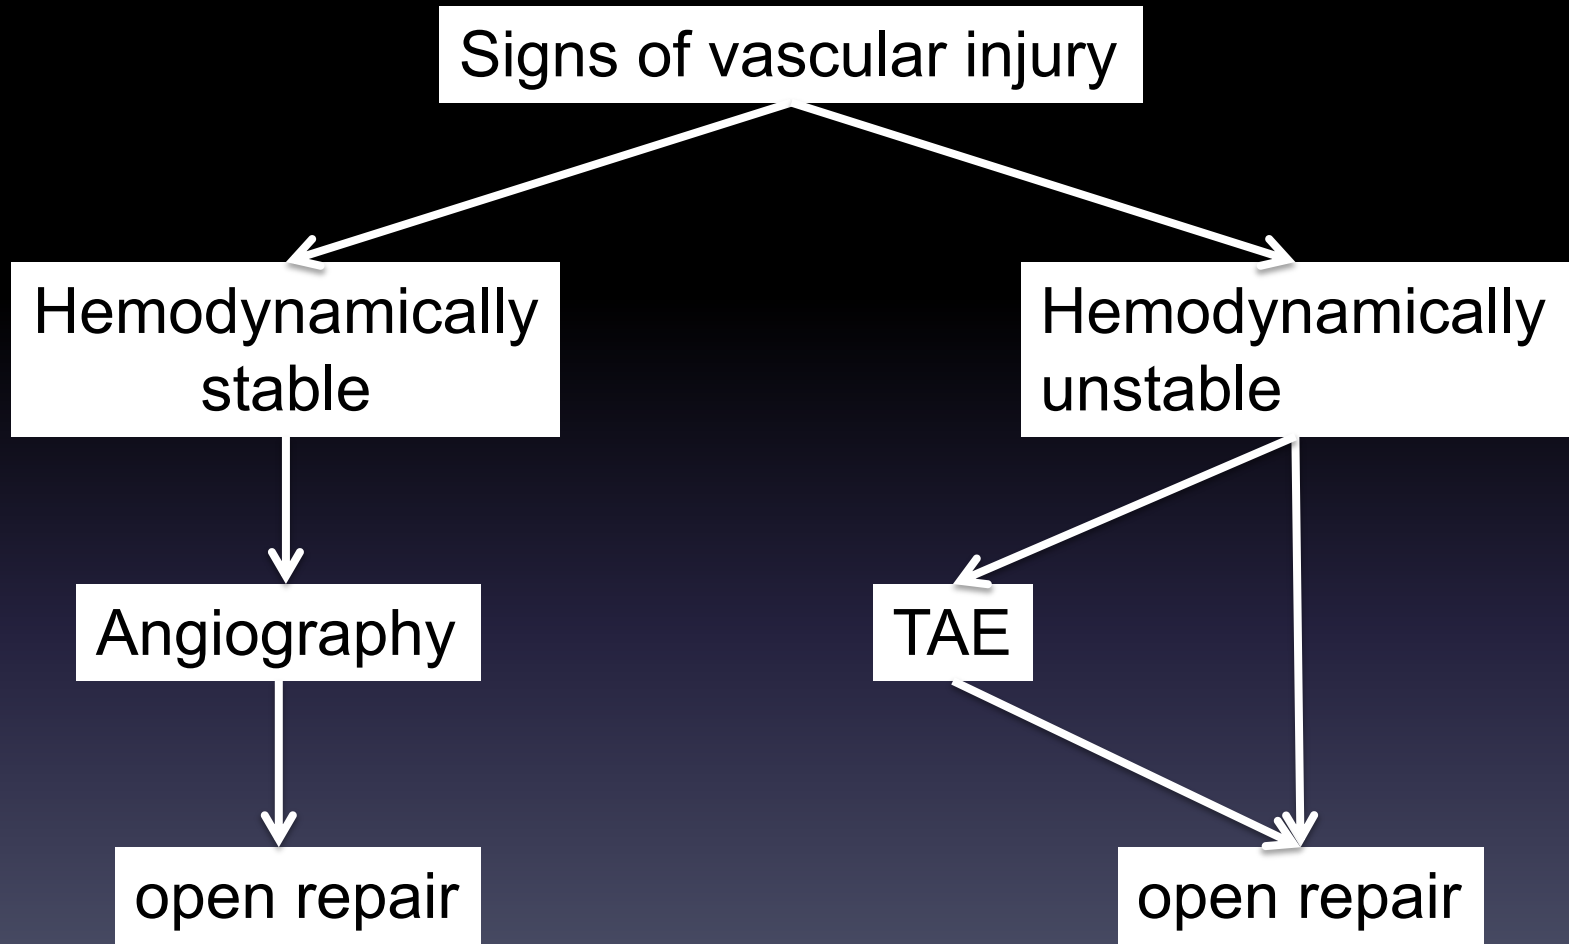 Signs of vascular injury
Hemodynamically
stable
Hemodynamically
unstable
Angiography
TAE
open repair
open repair